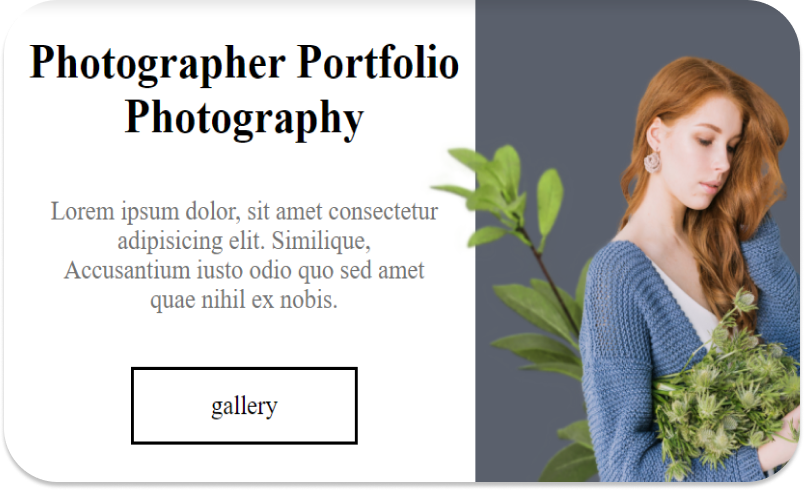 Photographer Portfolio
Photography
Lorem ipsum dolor, sit amet consectetur
adipisicing elit. Similique,
Accusantium iusto odio quo sed amet
quae nihil ex nobis.
gallery